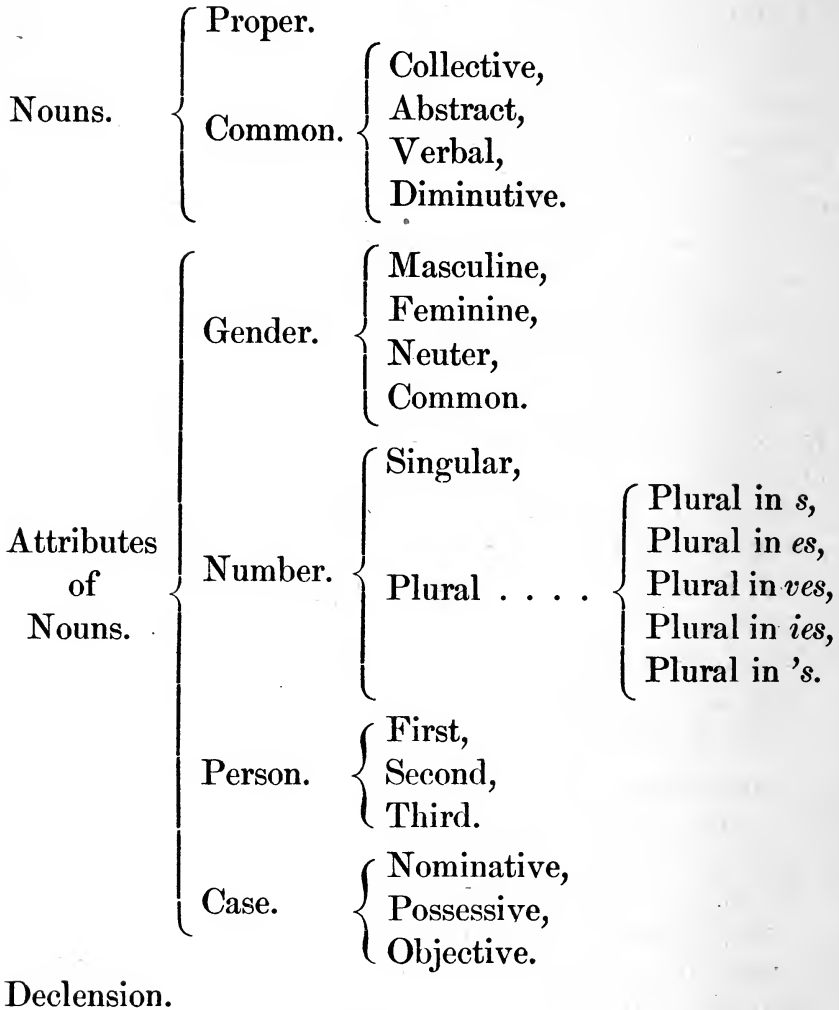 Nouns.
Proper.
Common.
Collective,
Abstract,
Verbal,
Diminutive.
Attributes
of
Nouns.
Gender.
Masculine,
Feminine,
Neuter,
Common.
Number.
Singular,
Plural . . . .
Plural in s,
Plural in es,
Plural in ves,
Plural in ies,
Plural in ’s.
Person.
First,
Second,
Third.
Case.
Nominative,
Possessive,
Objective.
Declension.